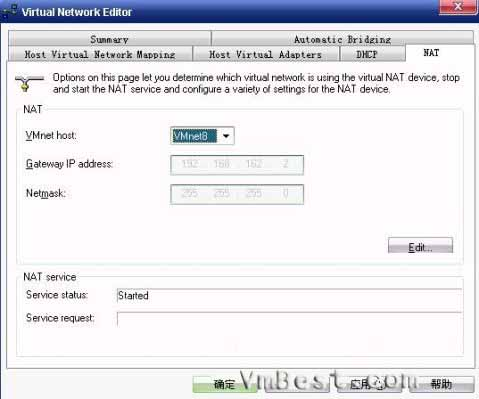 Virtual Network Editor
Summary
Automatic Bridging
Host Virtual Network Mapping
Host Virtual Adapters
DHCP
NAT
Options on this page let you determine which virtual network is using the virtual NAT device, stop
and start the NAT service and configure a variety of settings for the NAT device.
NAT
VMnet host:
VMnet8
Gateway IP address:
192 . 168 . 162 . 2
Netmask:
255 . 255 . 255 . 0
Edit...
NAT service
Service status:
Started
Service request:
确定
应用
帮助
VmBest.com